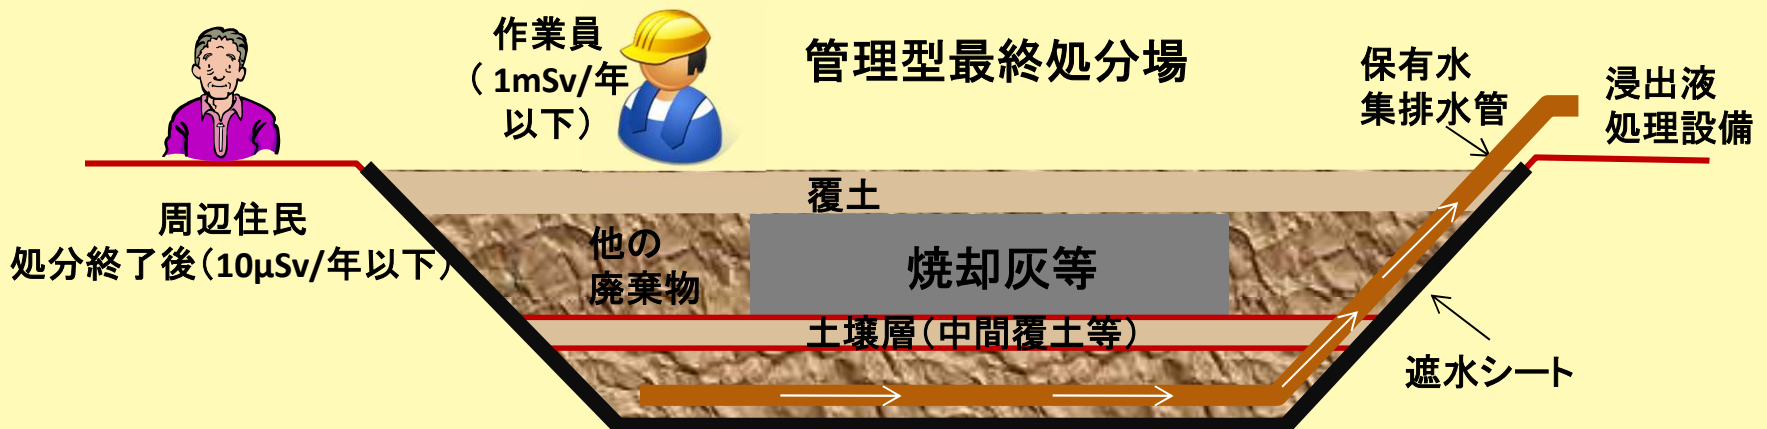 管理型最終処分場
作業員
（1mSv/年
以下）
周辺住民
処分終了後（10μSv/年以下）
保有水
集排水管
浸出液
処理設備
覆土
他の
廃棄物
焼却灰等
土壌層（中間覆土等）
遮水シート